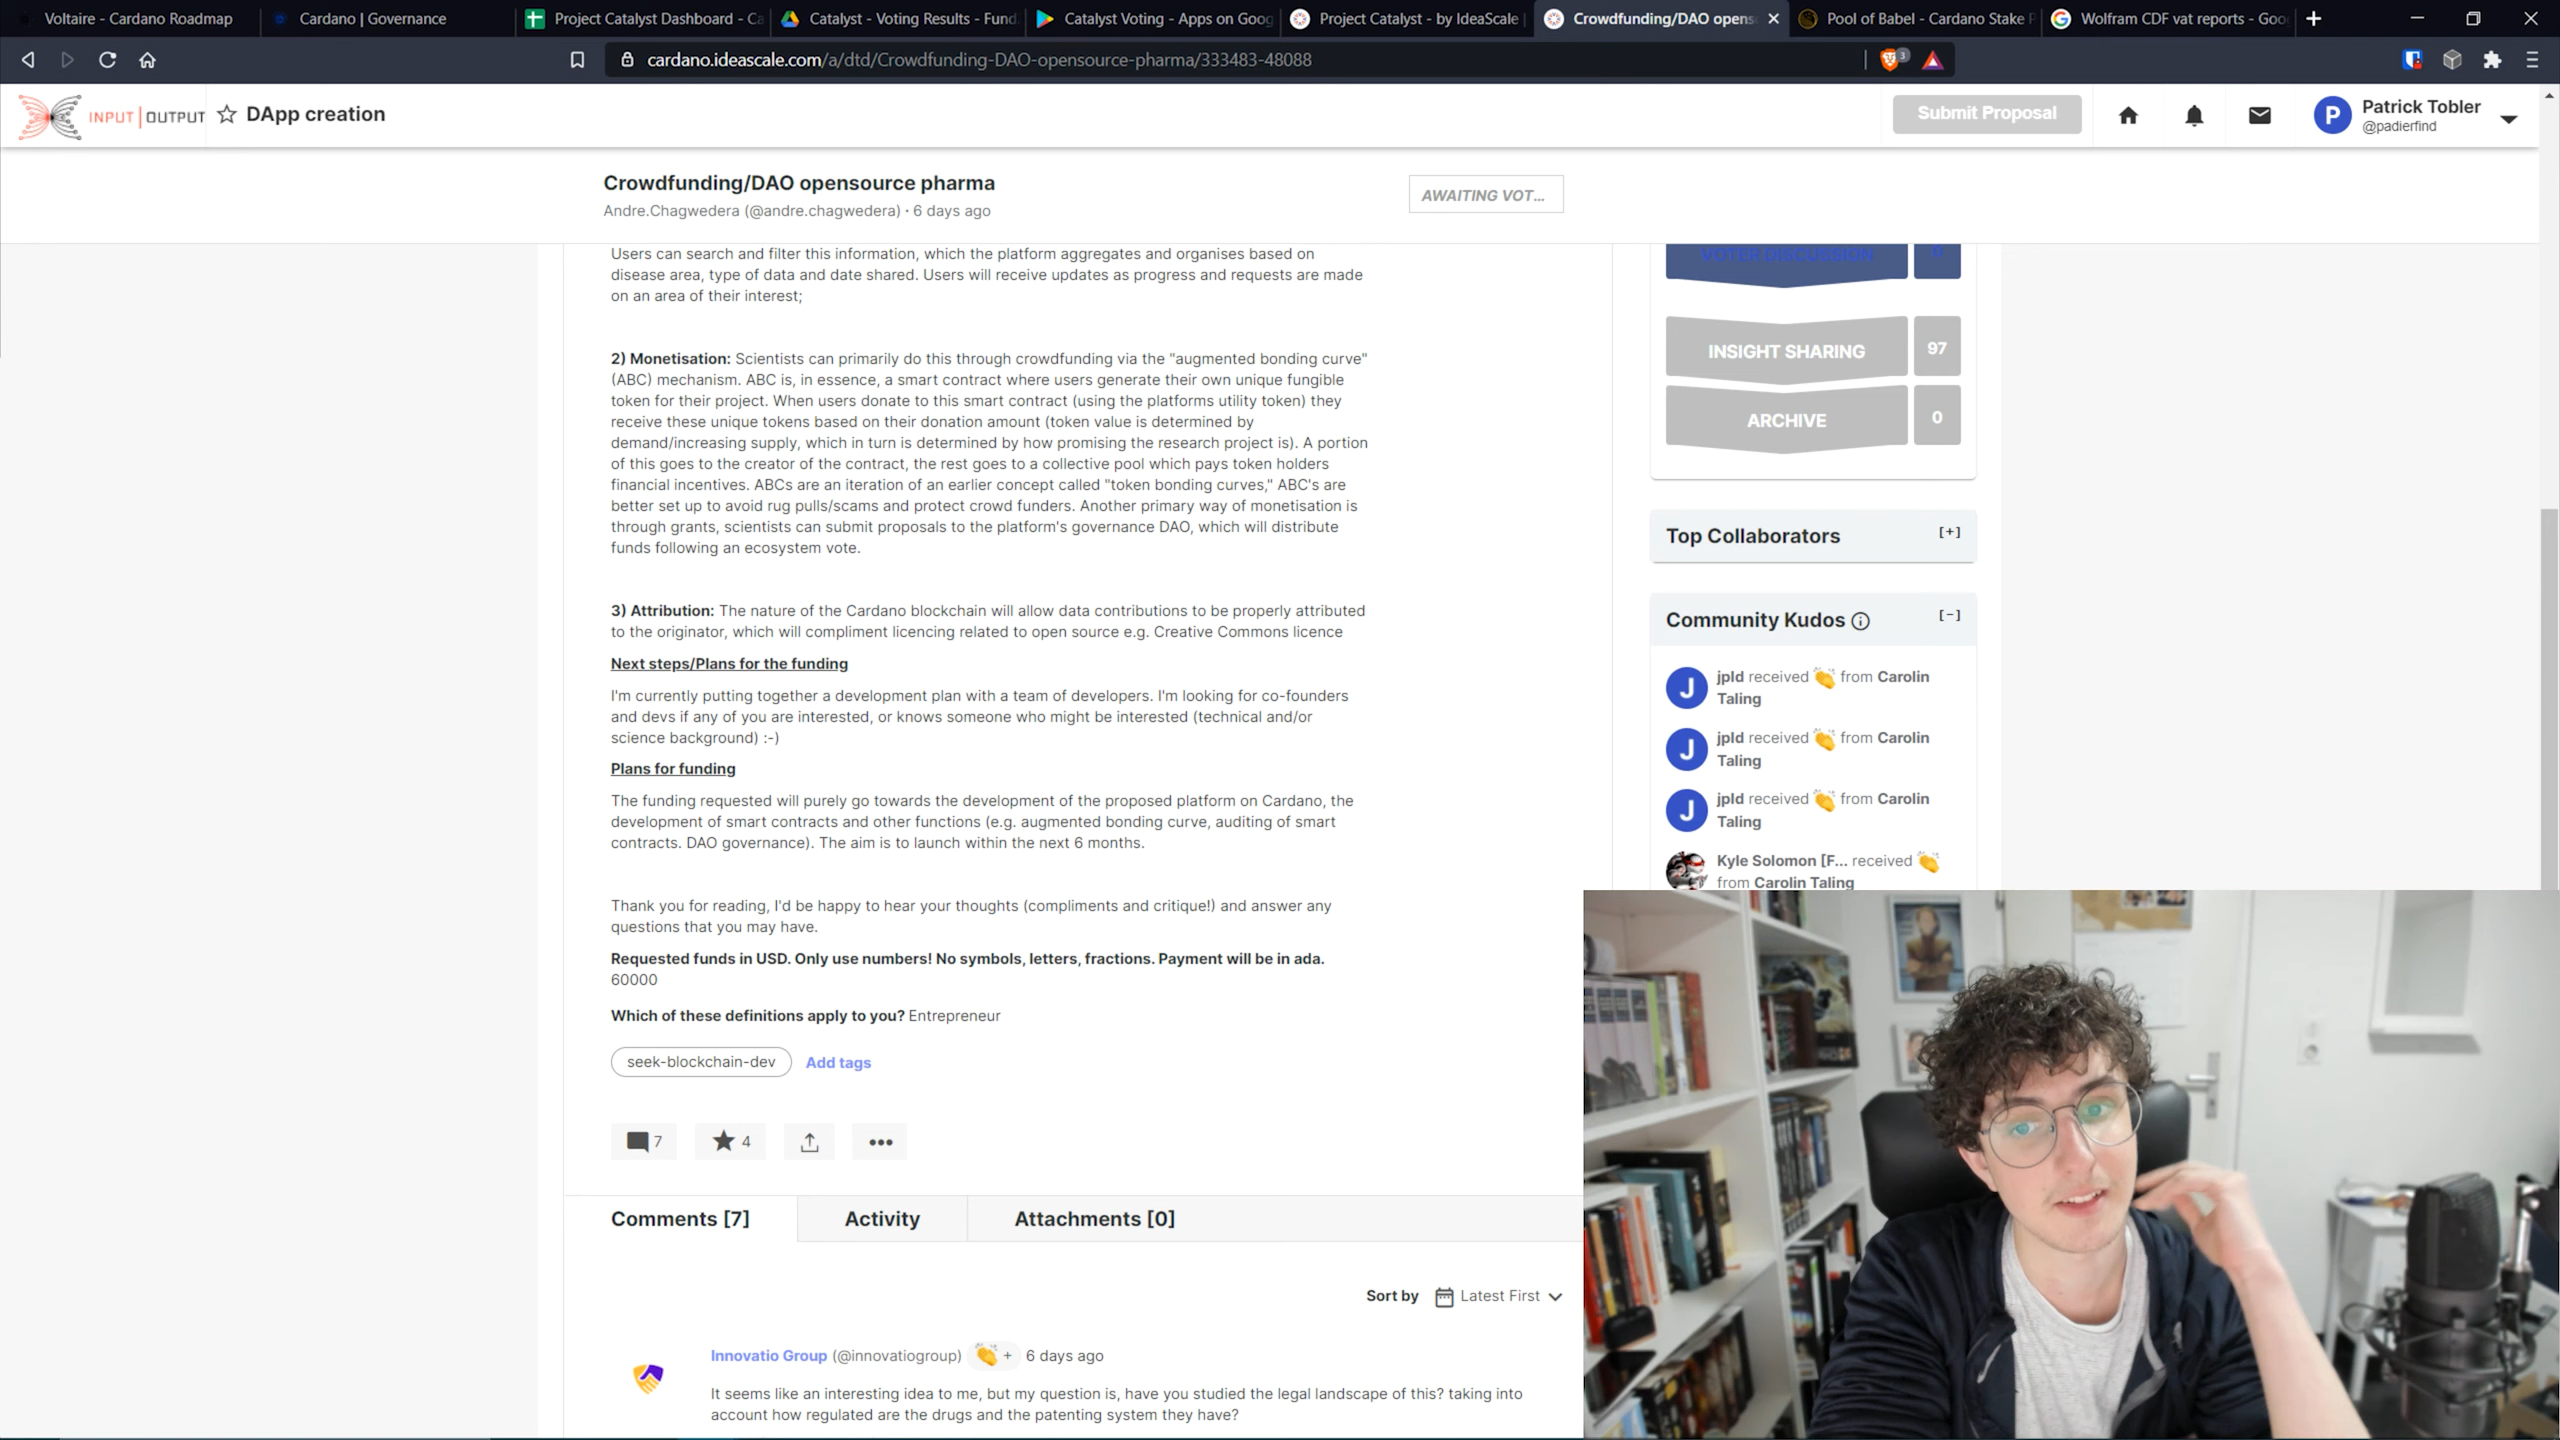 Voltaire - Cardano Roadmap
Cardano | Governance
Project Catalyst Dashboard - Ca
Catalyst - Voting Results - Fund
Catalyst Voting - Apps on Goog
Project Catalyst - by IdeaScale
Crowdfunding/DAO opens
Pool of Babel - Cardano Stake P
Wolfram CDF vat reports - Goo
cardano.ideascale.com/a/dtd/Crowdfunding-DAO-opensource-pharma/333483-48088
3
INPUT | OUTPUT
DApp creation
Submit Proposal
P
Patrick Tobler
@padierfind
Crowdfunding/DAO opensource pharma
Andre.Chagwedera (@andre.chagwedera) · 6 days ago
AWAITING VOT...
Users can search and filter this information, which the platform aggregates and organises based on
disease area, type of data and date shared. Users will receive updates as progress and requests are made
on an area of their interest;
2) Monetisation: Scientists can primarily do this through crowdfunding via the "augmented bonding curve"
(ABC) mechanism. ABC is, in essence, a smart contract where users generate their own unique fungible
token for their project. When users donate to this smart contract (using the platforms utility token) they
receive these unique tokens based on their donation amount (token value is determined by
demand/increasing supply, which in turn is determined by how promising the research project is). A portion
of this goes to the creator of the contract, the rest goes to a collective pool which pays token holders
financial incentives. ABCs are an iteration of an earlier concept called "token bonding curves," ABC's are
better set up to avoid rug pulls/scams and protect crowd funders. Another primary way of monetisation is
through grants, scientists can submit proposals to the platform's governance DAO, which will distribute
funds following an ecosystem vote.
3) Attribution: The nature of the Cardano blockchain will allow data contributions to be properly attributed
to the originator, which will compliment licencing related to open source e.g. Creative Commons licence
Next steps/Plans for the funding
I'm currently putting together a development plan with a team of developers. I'm looking for co-founders
and devs if any of you are interested, or knows someone who might be interested (technical and/or
science background) :-)
Plans for funding
The funding requested will purely go towards the development of the proposed platform on Cardano, the
development of smart contracts and other functions (e.g. augmented bonding curve, auditing of smart
contracts. DAO governance). The aim is to launch within the next 6 months.
Thank you for reading, I'd be happy to hear your thoughts (compliments and critique!) and answer any
questions that you may have.
Requested funds in USD. Only use numbers! No symbols, letters, fractions. Payment will be in ada.
60000
Which of these definitions apply to you? Entrepreneur
seek-blockchain-dev
Add tags
7
4
Comments [7]
Activity
Attachments [0]
Sort by
Latest First
Innovatio Group (@innovatiogroup)
+
6 days ago
It seems like an interesting idea to me, but my question is, have you studied the legal landscape of this? taking into
account how regulated are the drugs and the patenting system they have?
VOTER DISCUSSION
INSIGHT SHARING
97
ARCHIVE
0
Top Collaborators
[+]
Community Kudos
[-]
J
jpld received 👏 from Carolin
Taling
J
jpld received 👏 from Carolin
Taling
J
jpld received 👏 from Carolin
Taling
Kyle Solomon [F... received 👏
from Carolin Taling